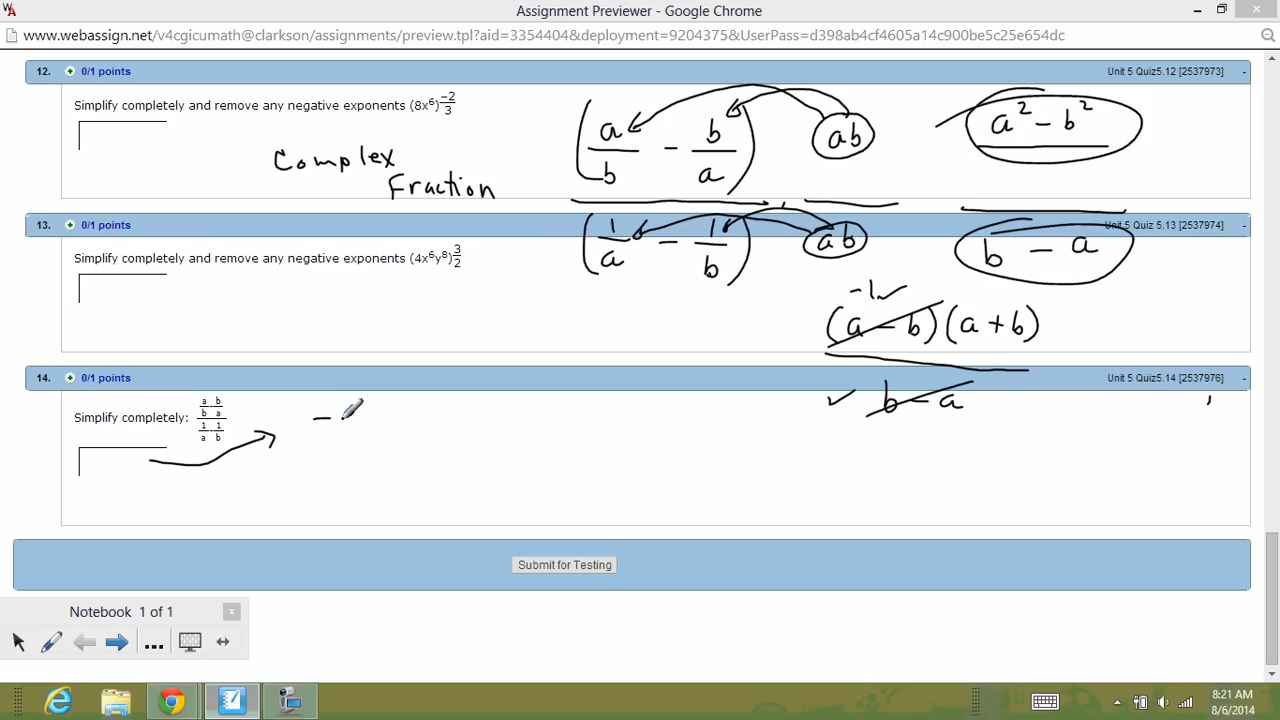 Assignment Previewer - Google Chrome
www.webassign.net/v4cgicumath@clarkson/assignments/preview.tpl?aid=3354404&deployment=9204375&UserPass=d398ab4cf4605a14c900be5c25e654dc
12. 0/1 points Unit 5 Quiz5.12 [2537973] -
Simplify completely and remove any negative exponents (8x⁶)^(-2/3)
Complex
Fraction
(a/b - b/a) ab a² - b²
13. 0/1 points Unit 5 Quiz 5.13 [2537974] -
(1/a - 1/b) ab b - a
Simplify completely and remove any negative exponents (4x⁶y⁸)^(3/2)
-1
(a - b)(a + b)
14. 0/1 points Unit 5 Quiz5.14 [2537976] -
b - a
Simplify completely: (a/b - b/a)/(1/a - 1/b) -
Submit for Testing
Notebook 1 of 1 x
...
8:21 AM
8/6/2014